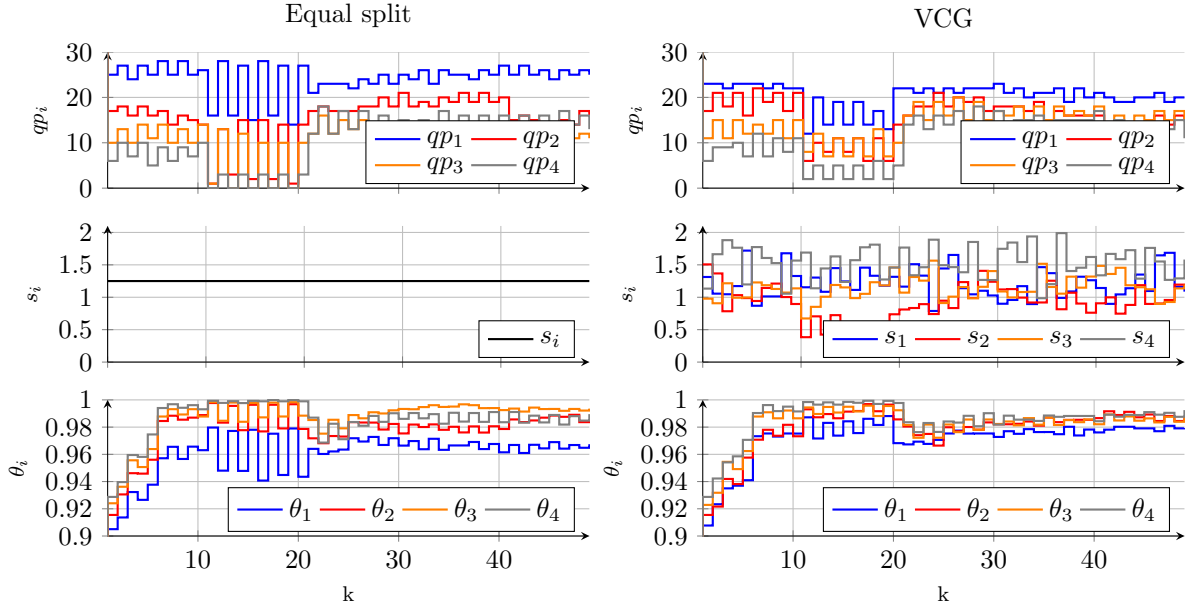 Equal split
VCG
30
20
10
0
qp_i
qp_1 qp_2
qp_3 qp_4
30
20
10
0
qp_i
qp_1 qp_2
qp_3 qp_4
2
1.5
1
0.5
0
s_i
s_i
2
1.5
1
0.5
0
s_i
s_1 s_2 s_3 s_4
1
0.98
0.96
0.94
0.92
0.9
θ_i
θ_1 θ_2 θ_3 θ_4
10 20 30 40
k
1
0.98
0.96
0.94
0.92
0.9
θ_i
θ_1 θ_2 θ_3 θ_4
10 20 30 40
k